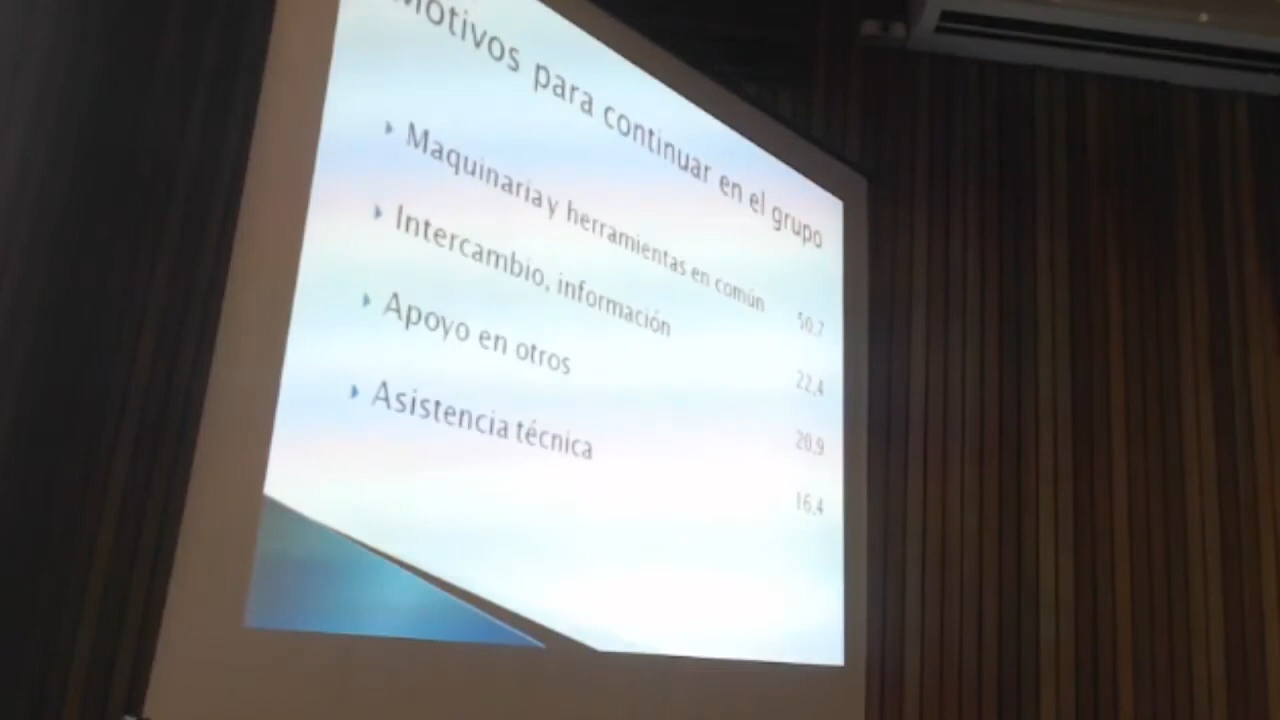 Motivos para continuar en el grupo
Maquinaria y herramientas en común 50.7
Intercambio, información 22,4
Apoyo en otros 20.9
Asistencia técnica 16,4